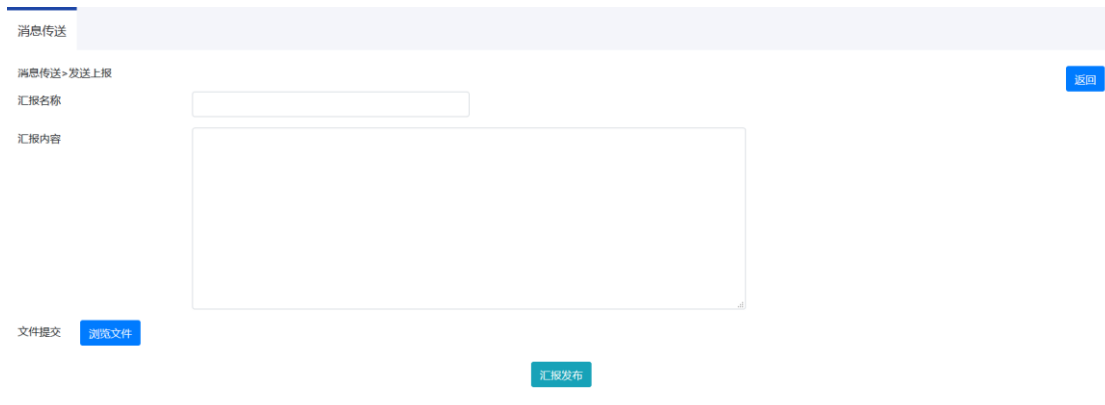 消息传送
消息传送>发送上报
返回
汇报名称
汇报内容
文件提交 浏览文件
汇报发布